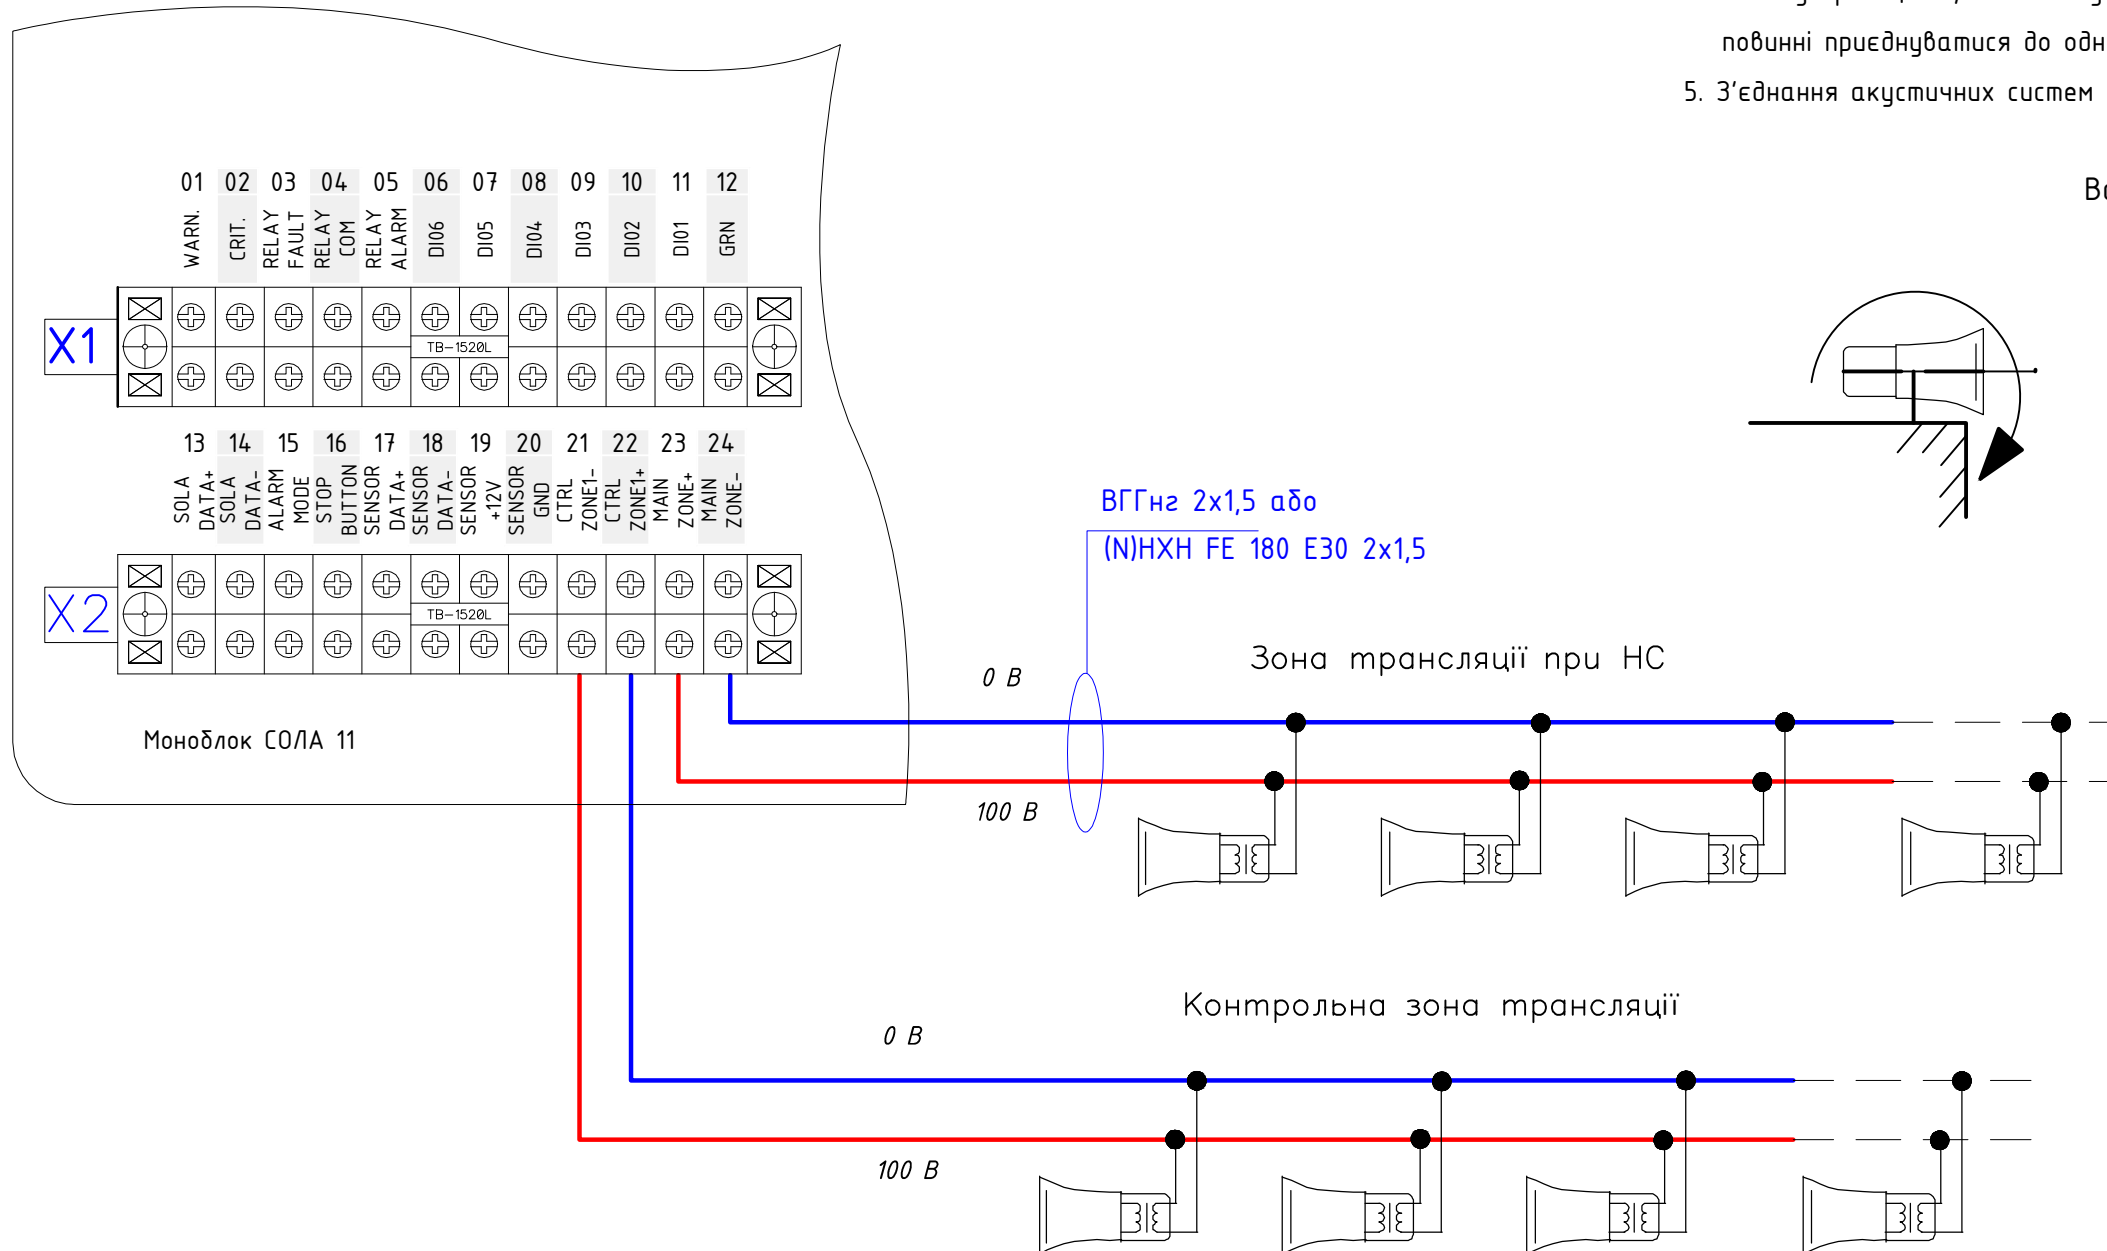 повинні приєднуватися до одн
5. З'єднання акустичних систем
01 02 03 04 05 06 07 08 09 10 11 12
WARN.
CRIT.
RELAY
FAULT
RELAY
COM
RELAY
ALARM
DI06
DI05
DI04
DI03
DI02
DI01
GRN
X1
TB-1520L
13 14 15 16 17 18 19 20 21 22 23 24
SOLA
DATA+
SOLA
DATA-
ALARM
MODE
STOP
BUTTON
SENSOR
DATA+
SENSOR
DATA-
SENSOR
+12V
SENSOR
GND
CTRL
ZONE1-
CTRL
ZONE1+
MAIN
ZONE+
MAIN
ZONE-
X2
TB-1520L
Моноблок СОЛА 11
ВГГнг 2х1,5 або
(N)HXH FE 180 E30 2x1,5
Зона трансляції при НС
0 В
100 В
Контрольна зона трансляції
0 В
100 В